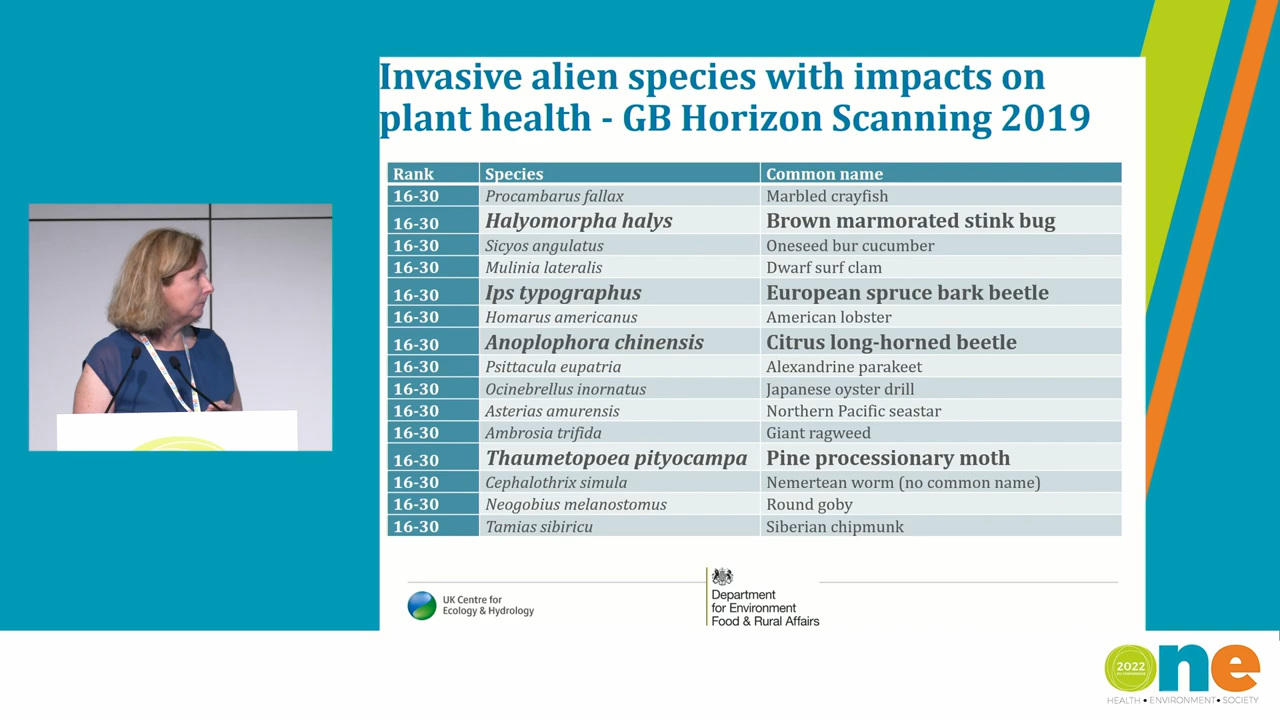 Invasive alien species with impacts on
plant health - GB Horizon Scanning 2019
Rank Species Common name
16-30 Procambarus fallax Marbled crayfish
16-30 Halyomorpha halys Brown marmorated stink bug
16-30 Sicyos angulatus Oneseed bur cucumber
16-30 Mulinia lateralis Dwarf surf clam
16-30 Ips typographus European spruce bark beetle
16-30 Homarus americanus American lobster
16-30 Anoplophora chinensis Citrus long-horned beetle
16-30 Psittacula eupatria Alexandrine parakeet
16-30 Ocinebrellus inornatus Japanese oyster drill
16-30 Asterias amurensis Northern Pacific seastar
16-30 Ambrosia trifida Giant ragweed
16-30 Thaumetopoea pityocampa Pine processionary moth
16-30 Cephalothrix simula Nemertean worm (no common name)
16-30 Neogobius melanostomus Round goby
16-30 Tamias sibiricu Siberian chipmunk
UK Centre for
Ecology & Hydrology
Department
for Environment
Food & Rural Affairs
2022
one
HEALTH • ENVIRONMENT • SOCIETY